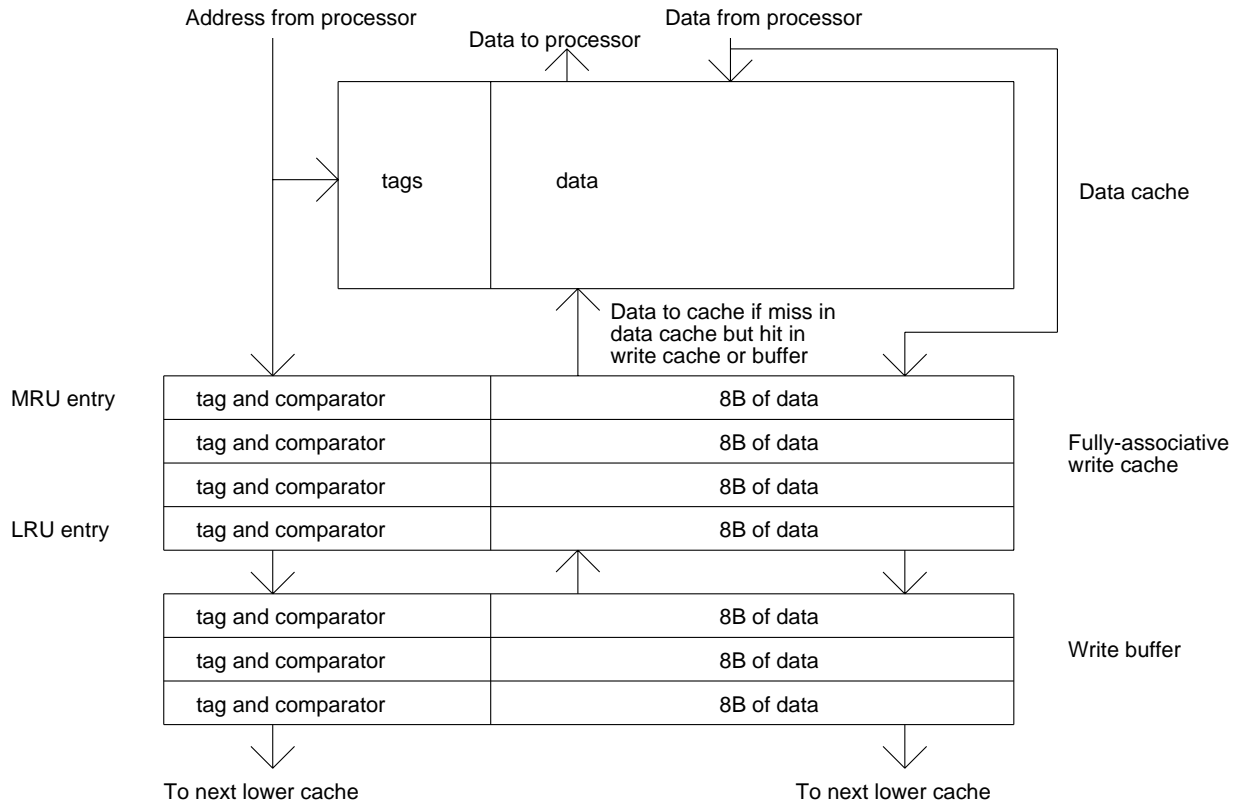 Address from processor
Data from processor
Data to processor
tags
data
Data cache
Data to cache if miss in
data cache but hit in
write cache or buffer
MRU entry
tag and comparator
8B of data
tag and comparator
8B of data
Fully-associative
write cache
tag and comparator
8B of data
LRU entry
tag and comparator
8B of data
tag and comparator
8B of data
tag and comparator
8B of data
Write buffer
tag and comparator
8B of data
To next lower cache
To next lower cache